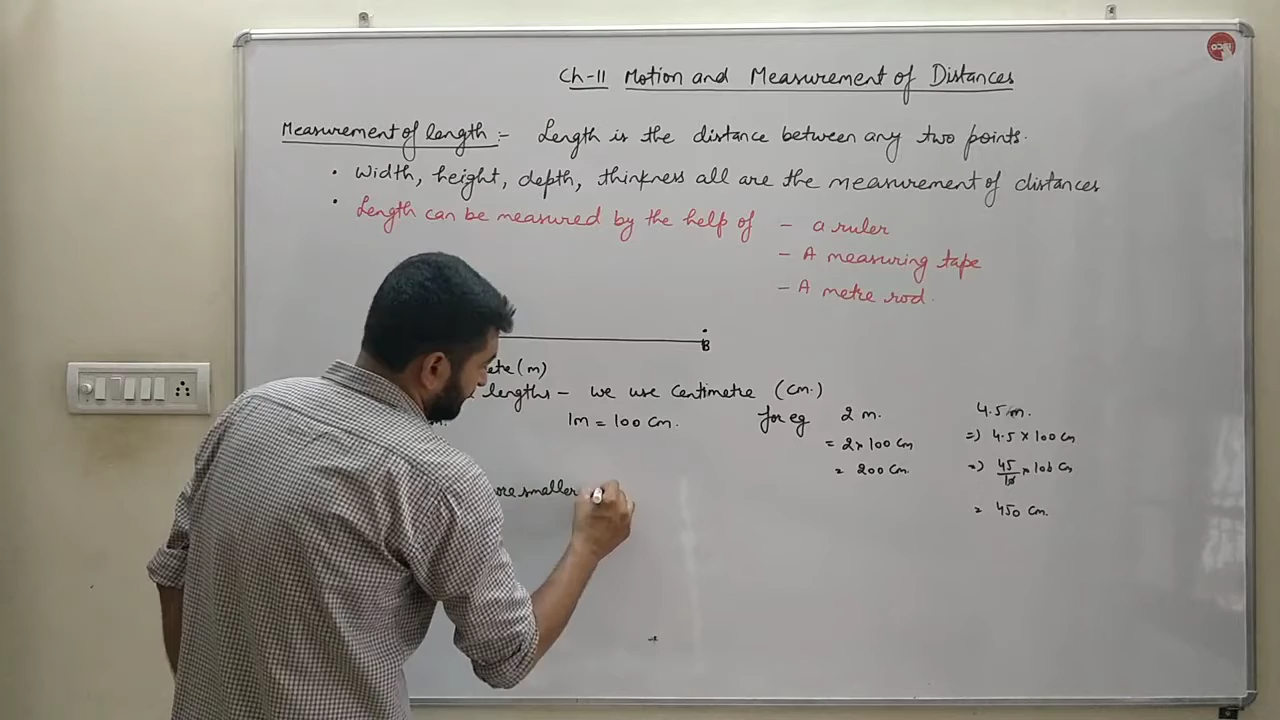 Ch-11 Motion and Measurement of Distances
Measurement of length :- Length is the distance between any two points.
• Width, height, depth, thinkness all are the measurement of distances
• Length can be measured by the help of - a ruler
- A measuring tape
- A metre rod.
B
(m)
lengths - we use Centimetre (cm.)
1m = 100 cm.
for eg 2 m.
= 2 × 100 cm
= 200 cm.
4.5 m.
=) 4.5 × 100 cm
=) 45/10 × 100 cm
= 450 cm.
smaller